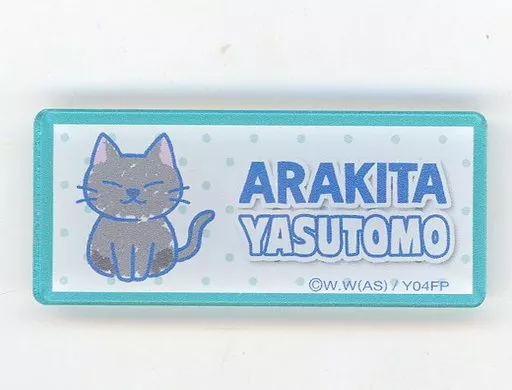 ARAKITA
YASUTOMO
©W.W(AS) / Y04FP